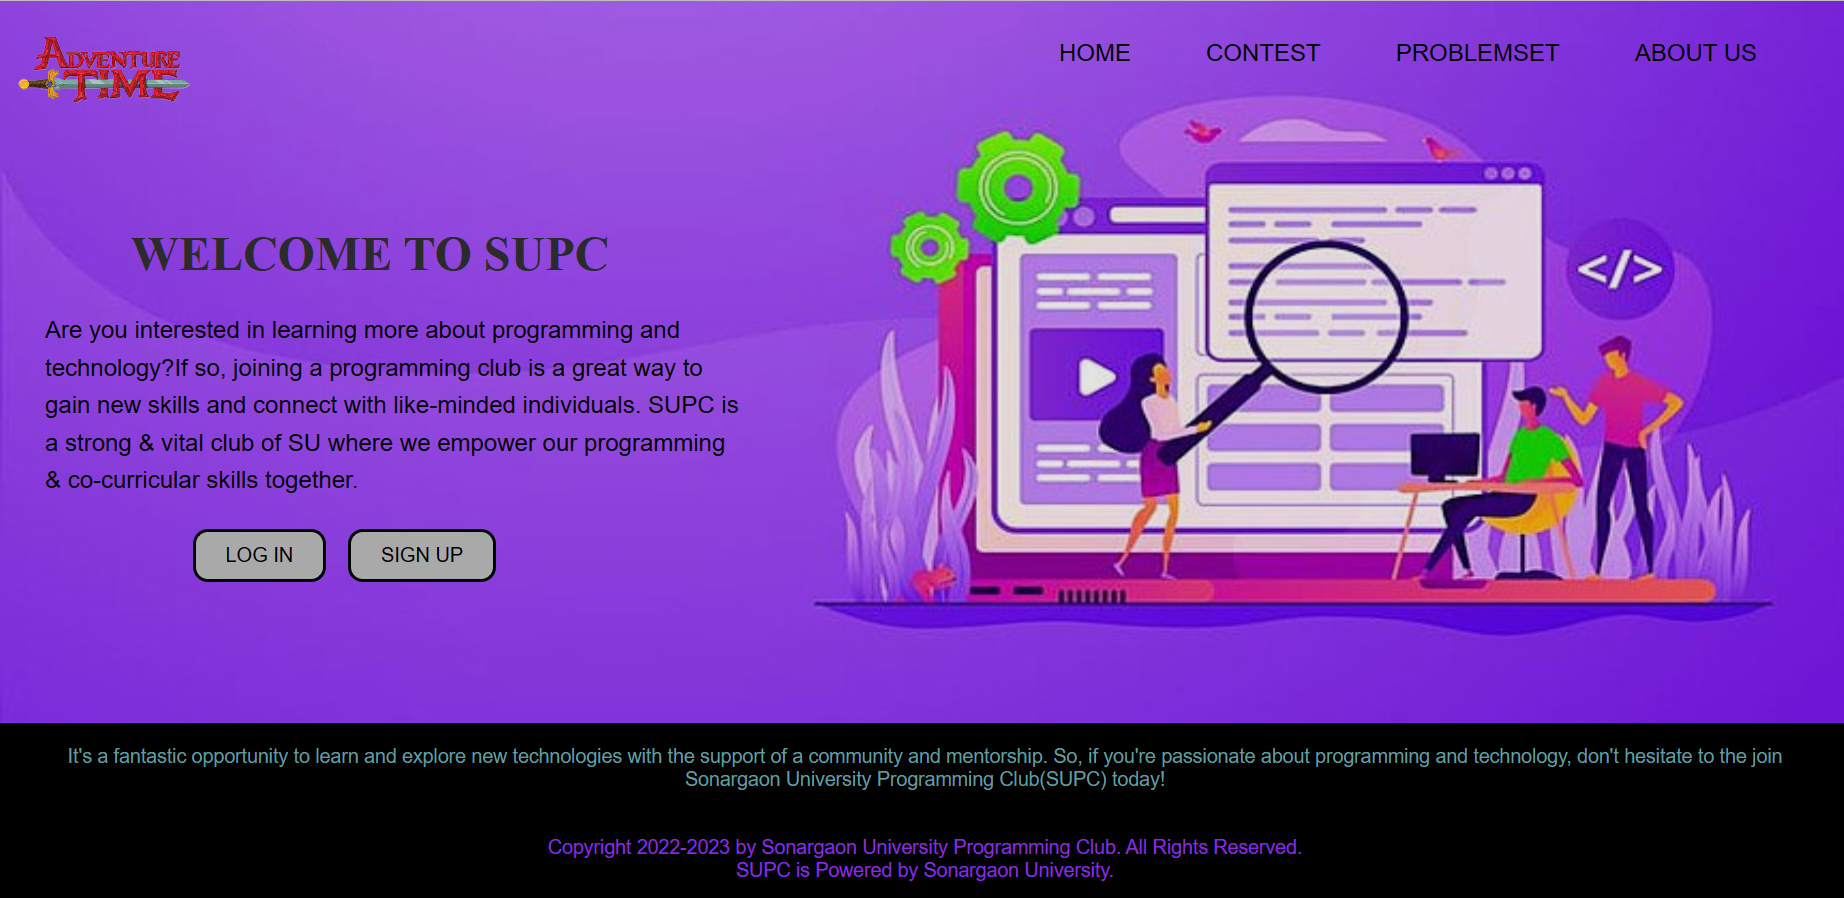 ADVENTURE
TIME
HOME CONTEST PROBLEMSET ABOUT US
WELCOME TO SUPC
Are you interested in learning more about programming and
technology?If so, joining a programming club is a great way to
gain new skills and connect with like-minded individuals. SUPC is
a strong & vital club of SU where we empower our programming
& co-curricular skills together.
LOG IN SIGN UP
</>
It's a fantastic opportunity to learn and explore new technologies with the support of a community and mentorship. So, if you're passionate about programming and technology, don't hesitate to the join
Sonargaon University Programming Club(SUPC) today!
Copyright 2022-2023 by Sonargaon University Programming Club. All Rights Reserved.
SUPC is Powered by Sonargaon University.